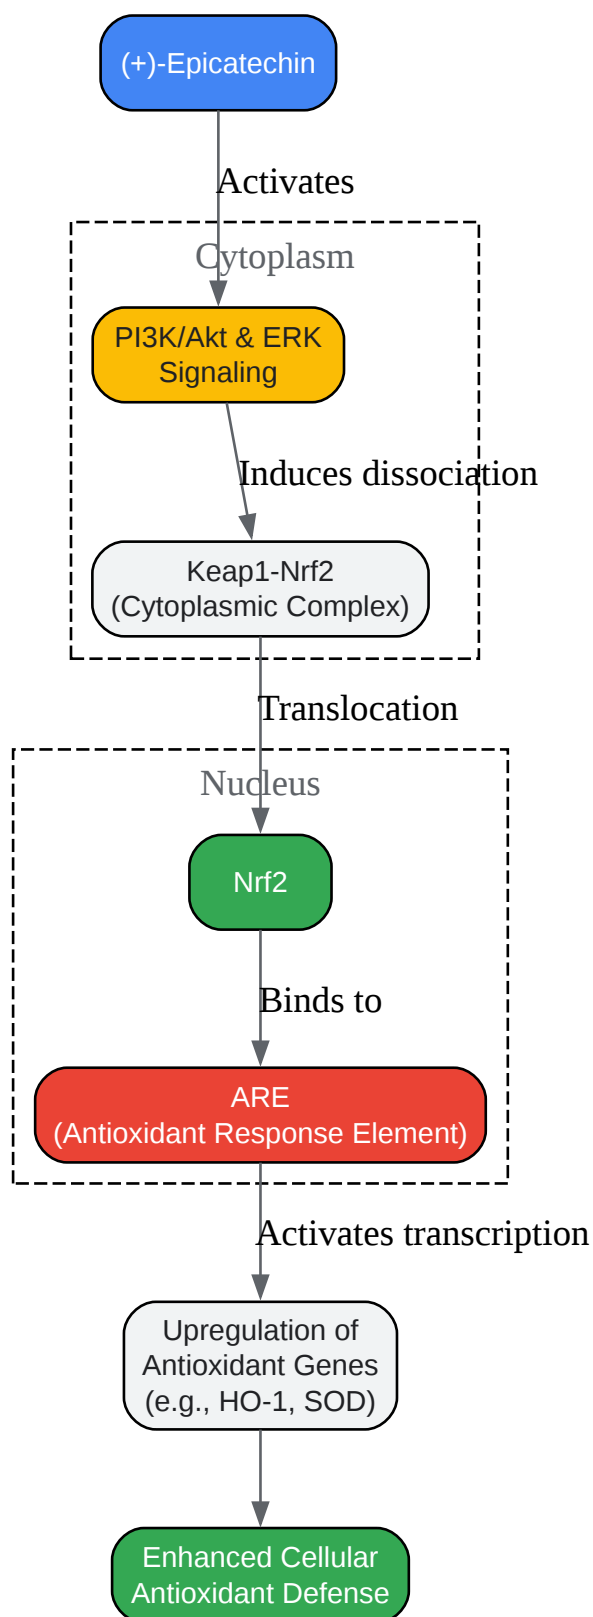 (+)-Epicatechin
Activates
Cytoplasm
PI3K/Akt & ERK
Signaling
Induces dissociation
Keap1-Nrf2
(Cytoplasmic Complex)
Translocation
Nucleus
Nrf2
Binds to
ARE
(Antioxidant Response Element)
Activates transcription
Upregulation of
Antioxidant Genes
(e.g., HO-1, SOD)
Enhanced Cellular
Antioxidant Defense